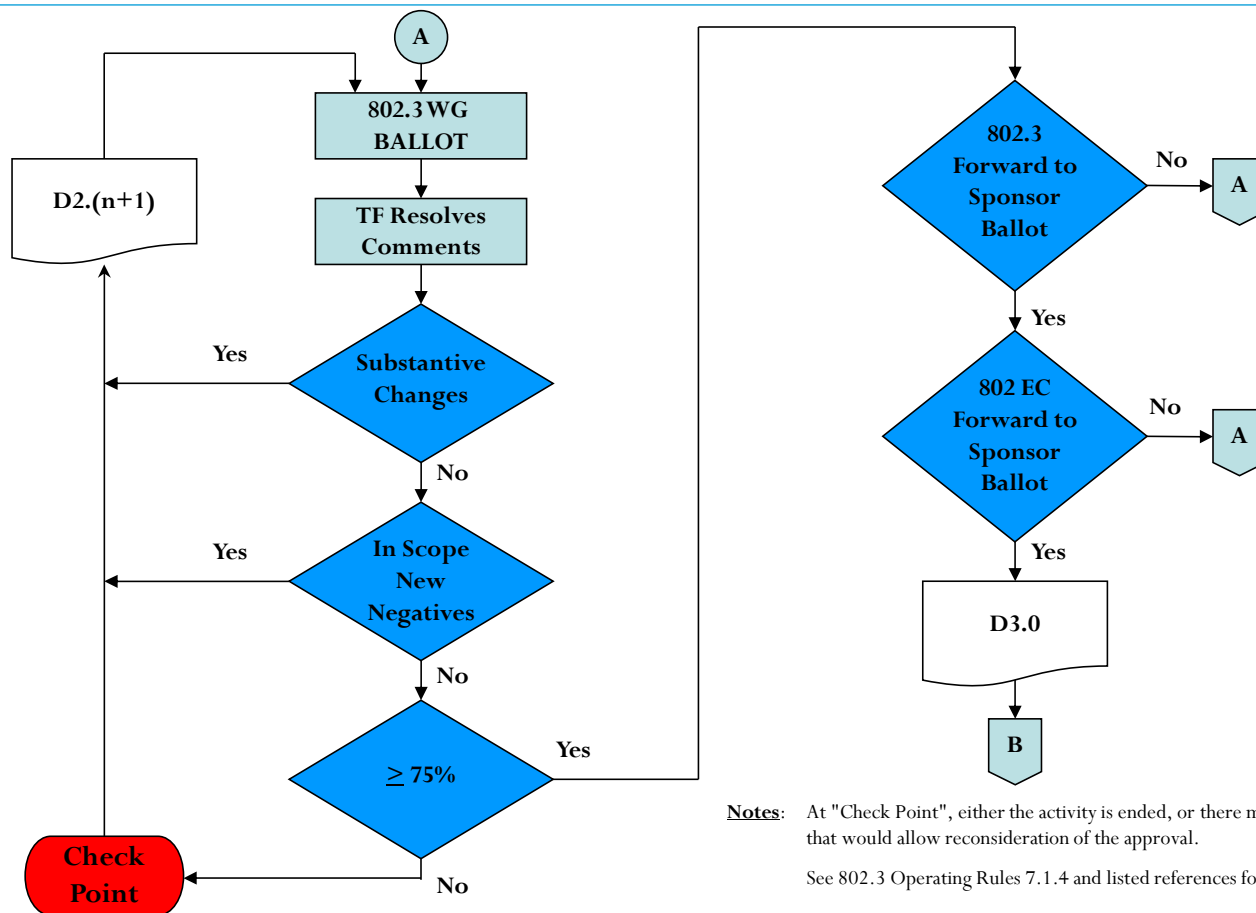 A
802.3 WG
BALLOT
D2.(n+1)
TF Resolves
Comments
Yes
Substantive
Changes
No
Yes
In Scope
New
Negatives
No
≥ 75%
Yes
No
Check
Point
802.3
Forward to
Sponsor
Ballot
No
A
Yes
802 EC
Forward to
Sponsor
Ballot
No
A
Yes
D3.0
B
Notes: At "Check Point", either the activity is ended, or there
that would allow reconsideration of the approval.
See 802.3 Operating Rules 7.1.4 and listed references